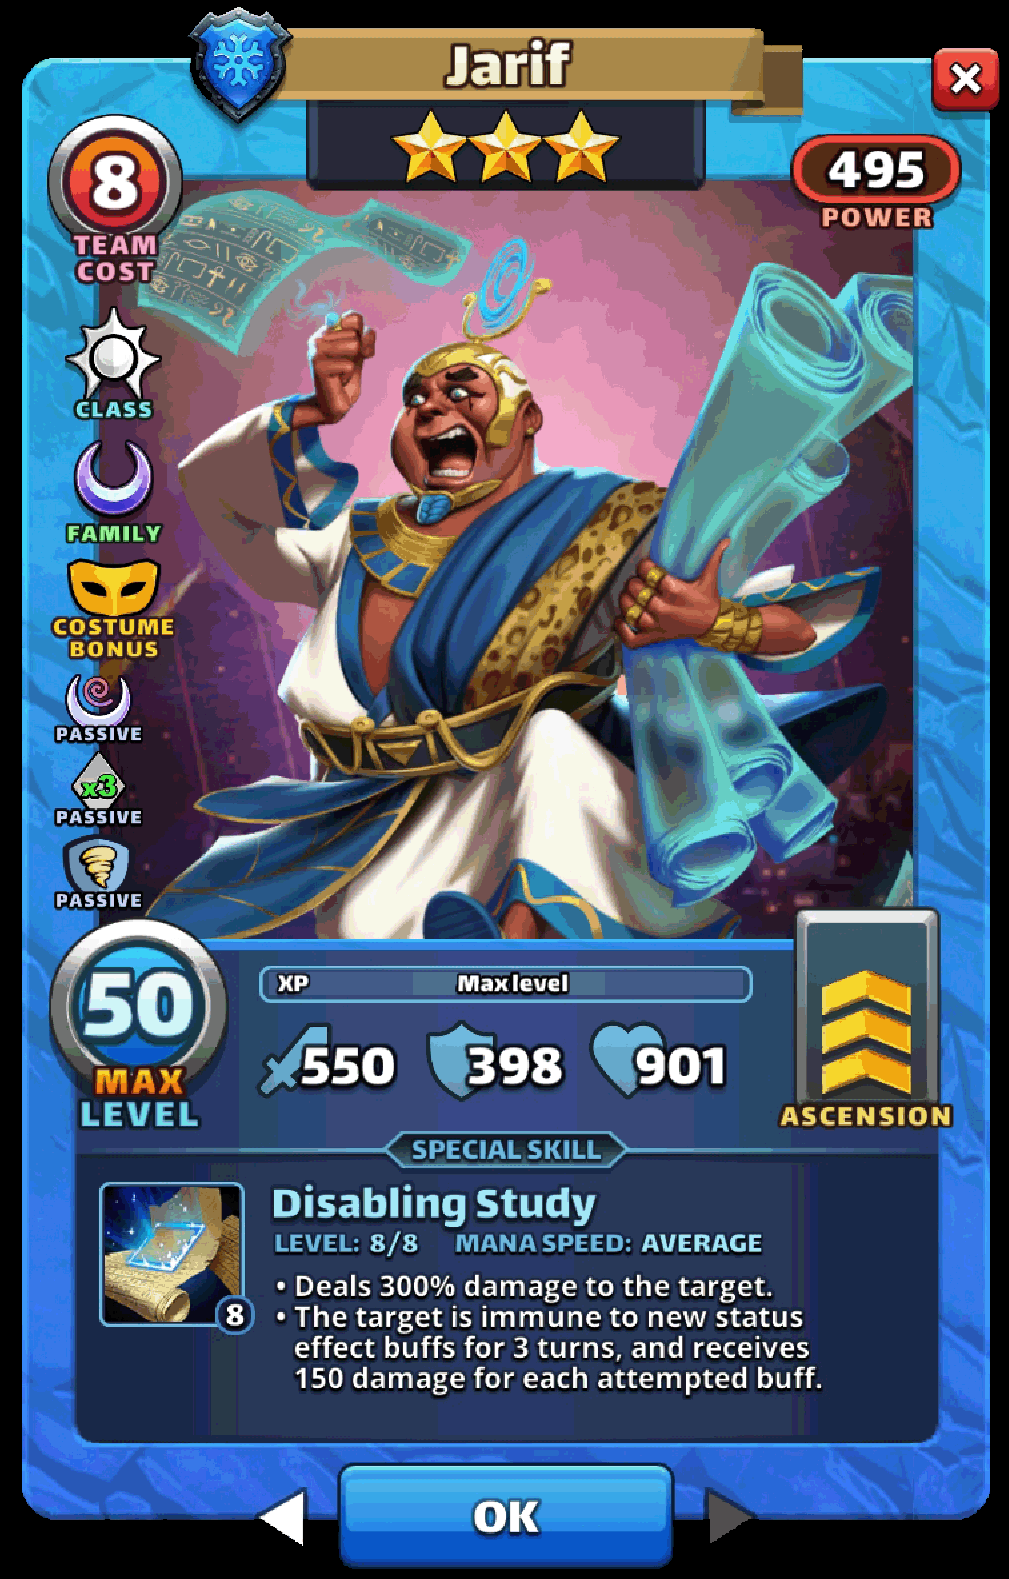 Jarif
8
TEAM
COST
495
POWER
CLASS
FAMILY
COSTUME
BONUS
PASSIVE
x3
PASSIVE
PASSIVE
50
MAX
LEVEL
XP Max level
550 398 901
ASCENSION
SPECIAL SKILL
Disabling Study
LEVEL: 8/8 MANA SPEED: AVERAGE
8
• Deals 300% damage to the target.
• The target is immune to new status
effect buffs for 3 turns, and receives
150 damage for each attempted buff.
OK